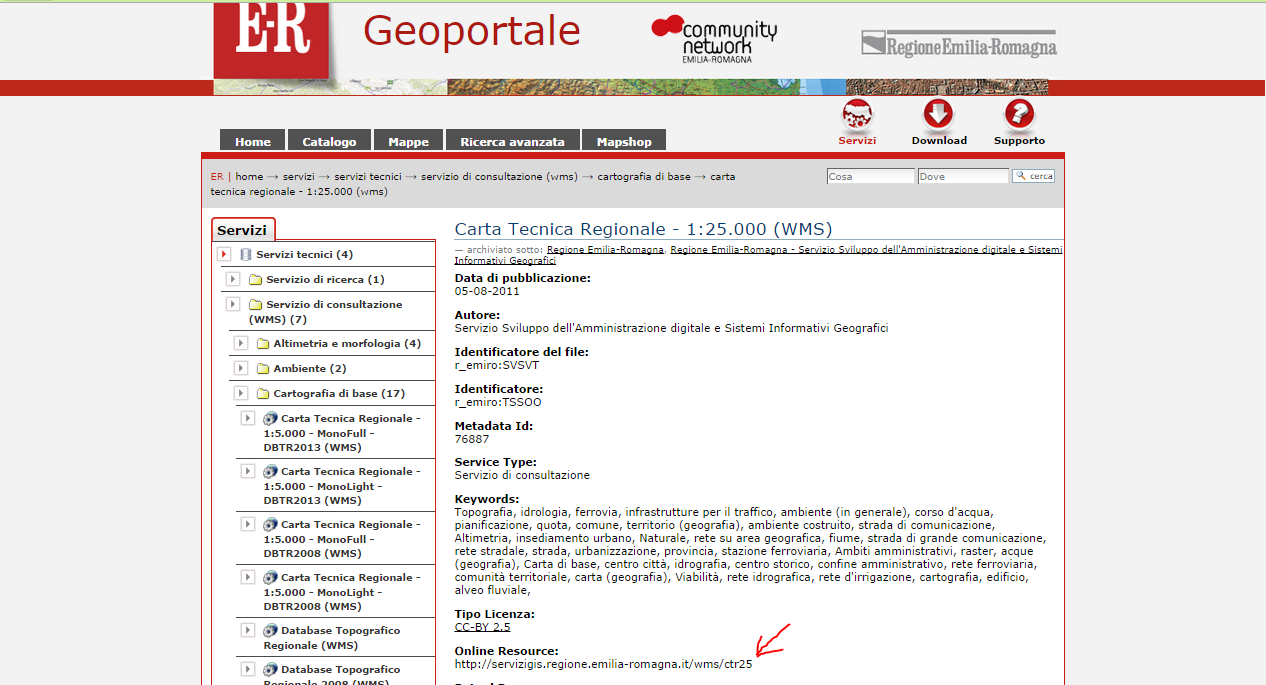 E-R
Geoportale
community
network
EMILIA-ROMAGNA
RegioneEmilia-Romagna
Servizi
Download
Supporto
Home
Catalogo
Mappe
Ricerca avanzata
Mapshop
ER | home → servizi → servizi tecnici → servizio di consultazione (wms) → cartografia di base → carta
tecnica regionale - 1:25.000 (wms)
Cosa
Dove
cerca
Servizi
Servizi tecnici (4)
Servizio di ricerca (1)
Servizio di consultazione
(WMS) (7)
Altimetria e morfologia (4)
Ambiente (2)
Cartografia di base (17)
Carta Tecnica Regionale -
1:5.000 - MonoFull -
DBTR2013 (WMS)
Carta Tecnica Regionale -
1:5.000 - MonoLight -
DBTR2013 (WMS)
Carta Tecnica Regionale -
1:5.000 - MonoFull -
DBTR2008 (WMS)
Carta Tecnica Regionale -
1:5.000 - MonoLight -
DBTR2008 (WMS)
Database Topografico
Regionale (WMS)
Database Topografico
Regionale 2008 (WMS)
Carta Tecnica Regionale - 1:25.000 (WMS)
— archiviato sotto: Regione Emilia-Romagna, Regione Emilia-Romagna - Servizio Sviluppo dell'Amministrazione digitale e Sistemi
Informativi Geografici
Data di pubblicazione:
05-08-2011
Autore:
Servizio Sviluppo dell'Amministrazione digitale e Sistemi Informativi Geografici
Identificatore del file:
r_emiro:SVSVT
Identificatore:
r_emiro:TSSOO
Metadata Id:
76887
Service Type:
Servizio di consultazione
Keywords:
Topografia, idrologia, ferrovia, infrastrutture per il traffico, ambiente (in generale), corso d'acqua,
pianificazione, quota, comune, territorio (geografia), ambiente costruito, strada di comunicazione,
Altimetria, insediamento urbano, Naturale, rete su area geografica, fiume, strada di grande comunicazione,
rete stradale, strada, urbanizzazione, provincia, stazione ferroviaria, Ambiti amministrativi, raster, acque
(geografia), Carta di base, centro città, idrografia, centro storico, confine amministrativo, rete ferroviaria,
comunità territoriale, carta (geografia), Viabilità, rete idrografica, rete d'irrigazione, cartografia, edificio,
alveo fluviale,
Tipo Licenza:
CC-BY 2.5
Online Resource:
http://servizigis.regione.emilia-romagna.it/wms/ctr25